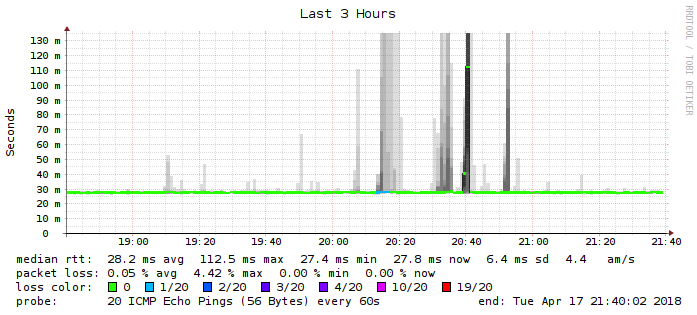 Last 3 Hours
RRDTOOL / TOBI OETIKER
Seconds
130 m
120 m
110 m
100 m
90 m
80 m
70 m
60 m
50 m
40 m
30 m
20 m
10 m
0
19:00 19:20 19:40 20:00 20:20 20:40 21:00 21:20 21:40
median rtt: 28.2 ms avg 112.5 ms max 27.4 ms min 27.8 ms now 6.4 ms sd 4.4 am/s
packet loss: 0.05 % avg 4.42 % max 0.00 % min 0.00 % now
loss color: 0 1/20 2/20 3/20 4/20 10/20 19/20
probe: 20 ICMP Echo Pings (56 Bytes) every 60s end: Tue Apr 17 21:40:02 2018